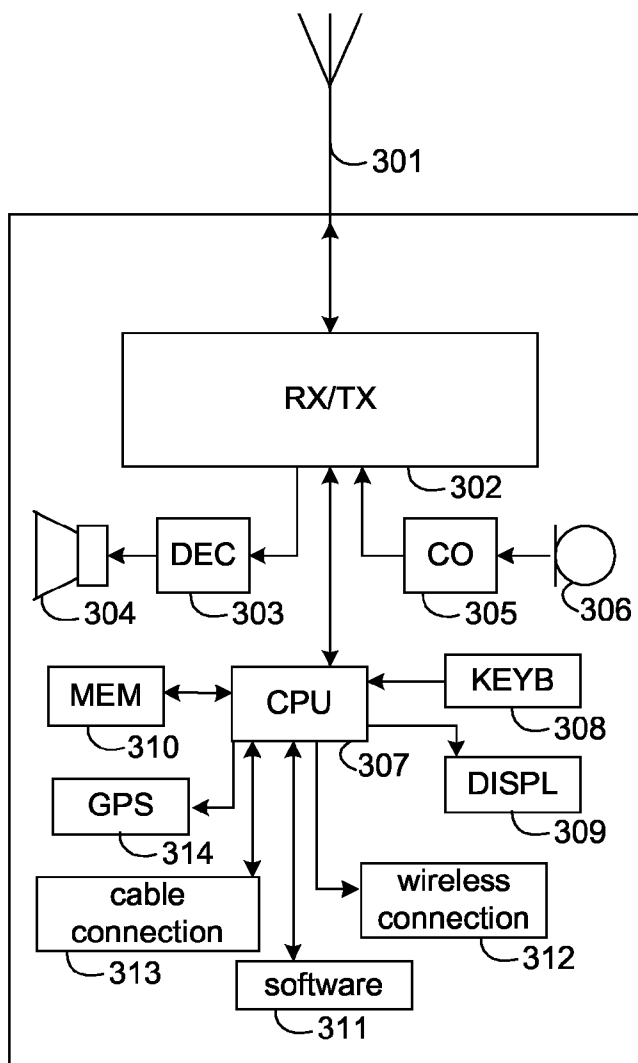 301
RX/TX
302
DEC
CO
304
303
305
306
MEM
CPU
KEYB
310
307
308
GPS
DISPL
314
309
cable
connection
wireless
connection
313
312
software
311